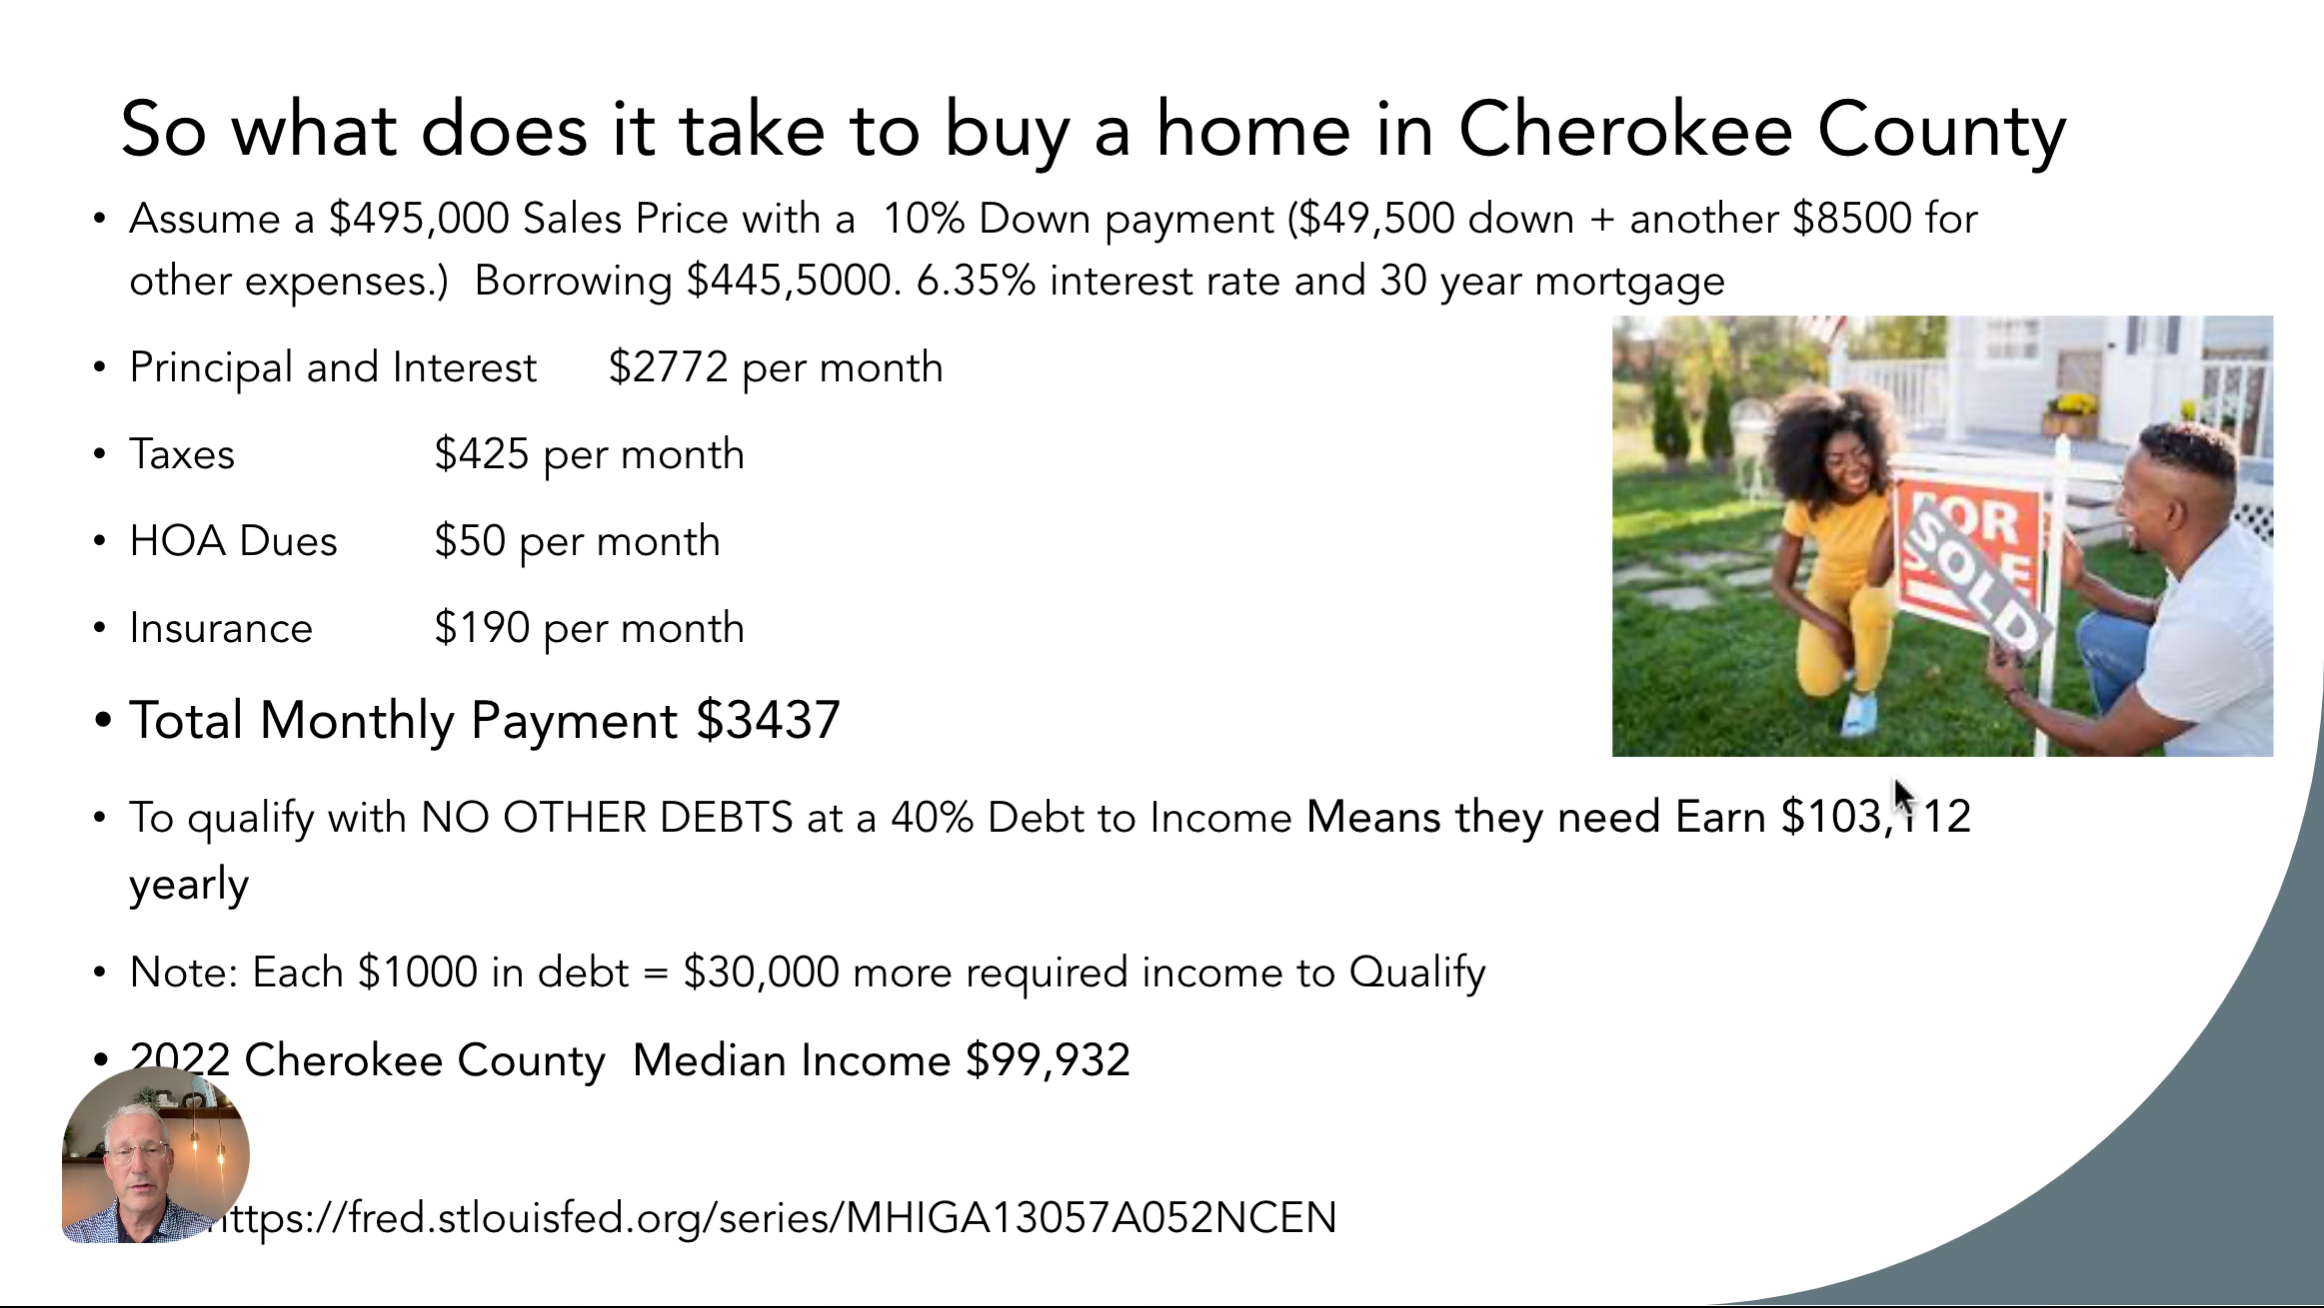 So what does it take to buy a home in Cherokee County
• Assume a $495,000 Sales Price with a 10% Down payment ($49,500 down + another $8500 for
other expenses.) Borrowing $445,5000. 6.35% interest rate and 30 year mortgage
• Principal and Interest $2772 per month
• Taxes $425 per month
• HOA Dues $50 per month
• Insurance $190 per month
FOR
SOLD
• Total Monthly Payment $3437
• To qualify with NO OTHER DEBTS at a 40% Debt to Income Means they need Earn $103,112
yearly
• Note: Each $1000 in debt = $30,000 more required income to Qualify
• 2022 Cherokee County Median Income $99,932
https://fred.stlouisfed.org/series/MHIGA13057A052NCEN